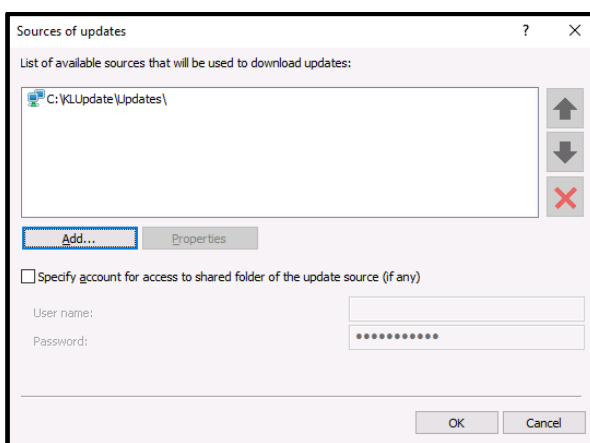 Sources of updates
List of available sources that will be used to download updates:
C:\KLUpdate\Updates\
Add... Properties
Specify account for access to shared folder of the update source (if any)
User name:
Password: •••••••••••
OK Cancel